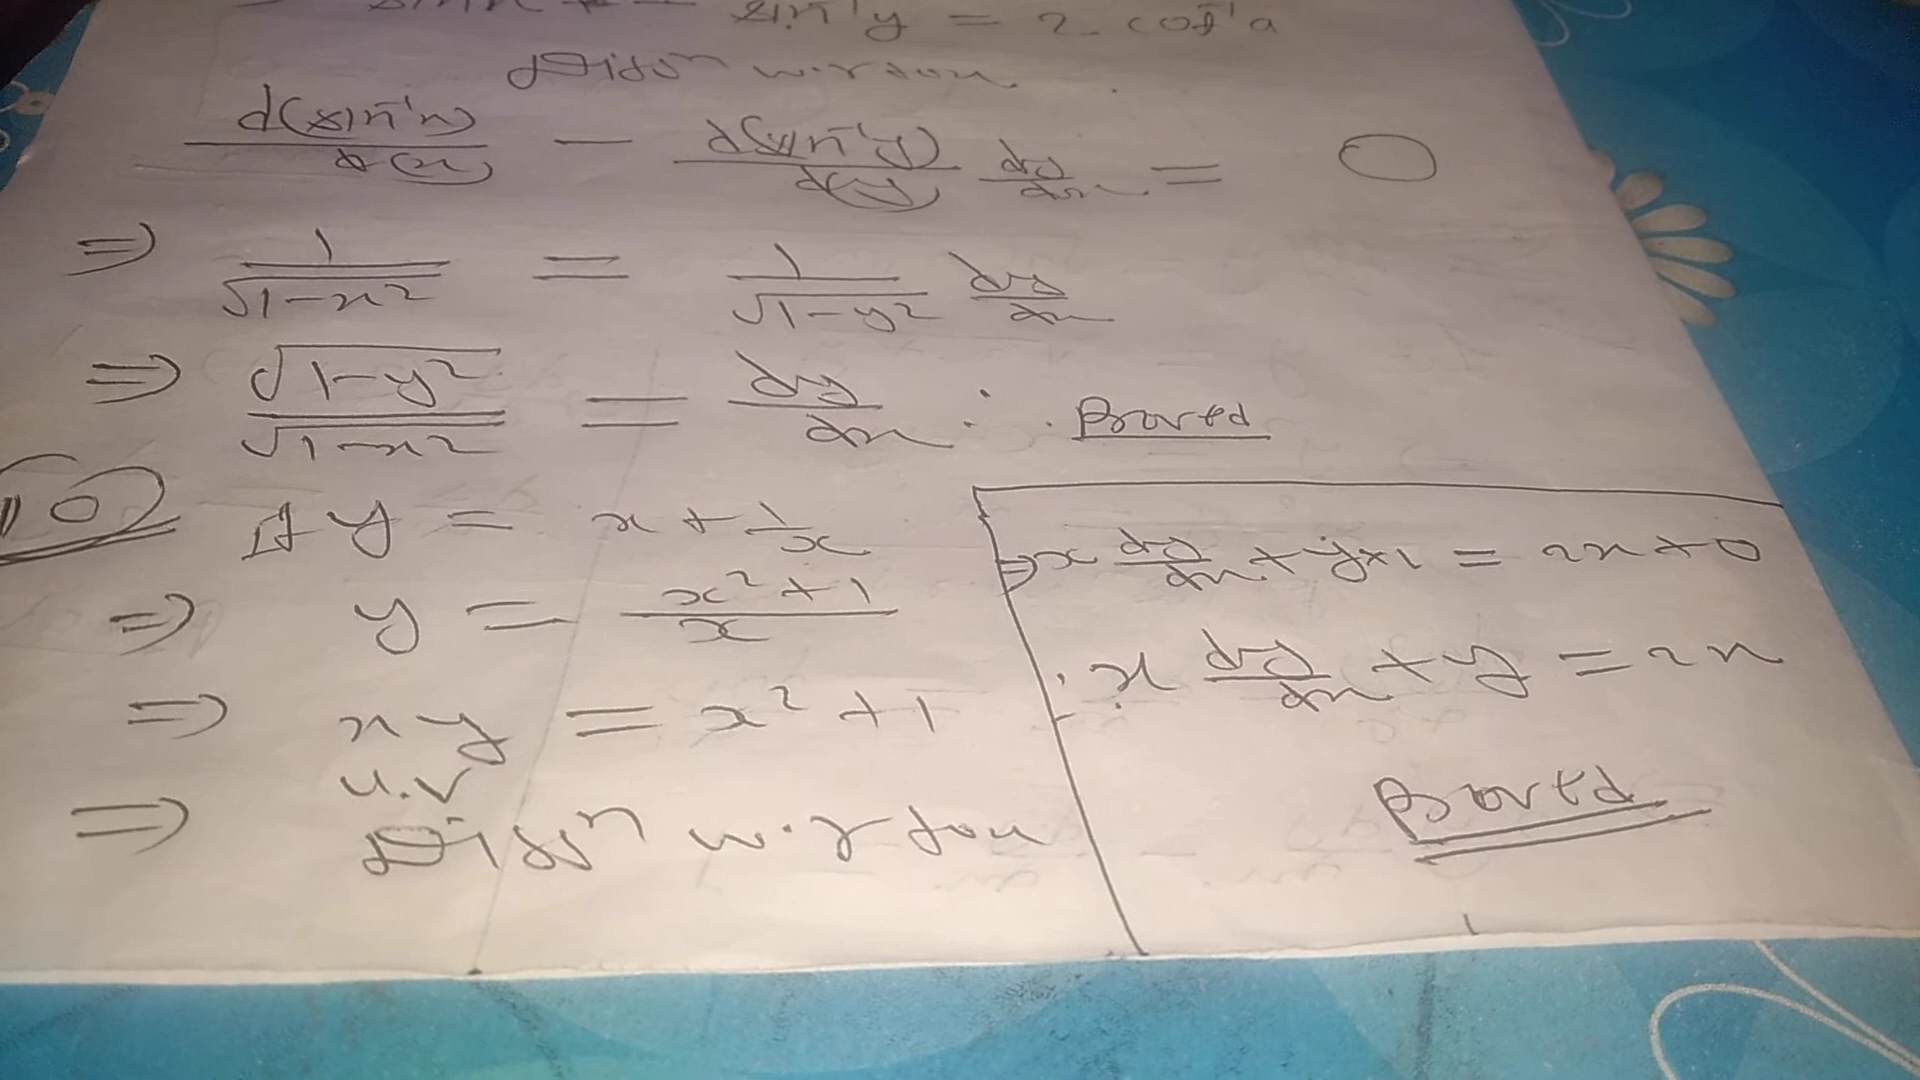 sin⁻¹y = 2 cot⁻¹a
Diffⁿ w.r to x
d(sin⁻¹x)/d(x) − d(sin⁻¹y)/d(y) dy/dx = 0
⇒ 1/√1−x² = 1/√1−y² dy/dx
⇒ √1−y²/√1−x² = dy/dx ∴ Proved
10 If y = x + 1/x
⇒ y = x²+1/x
⇒ xy = x²+1
u.v
⇒ Diffⁿ w.r to x
⇒ x dy/dx + y×1 = 2x+0
∴ x dy/dx + y = 2x
Proved